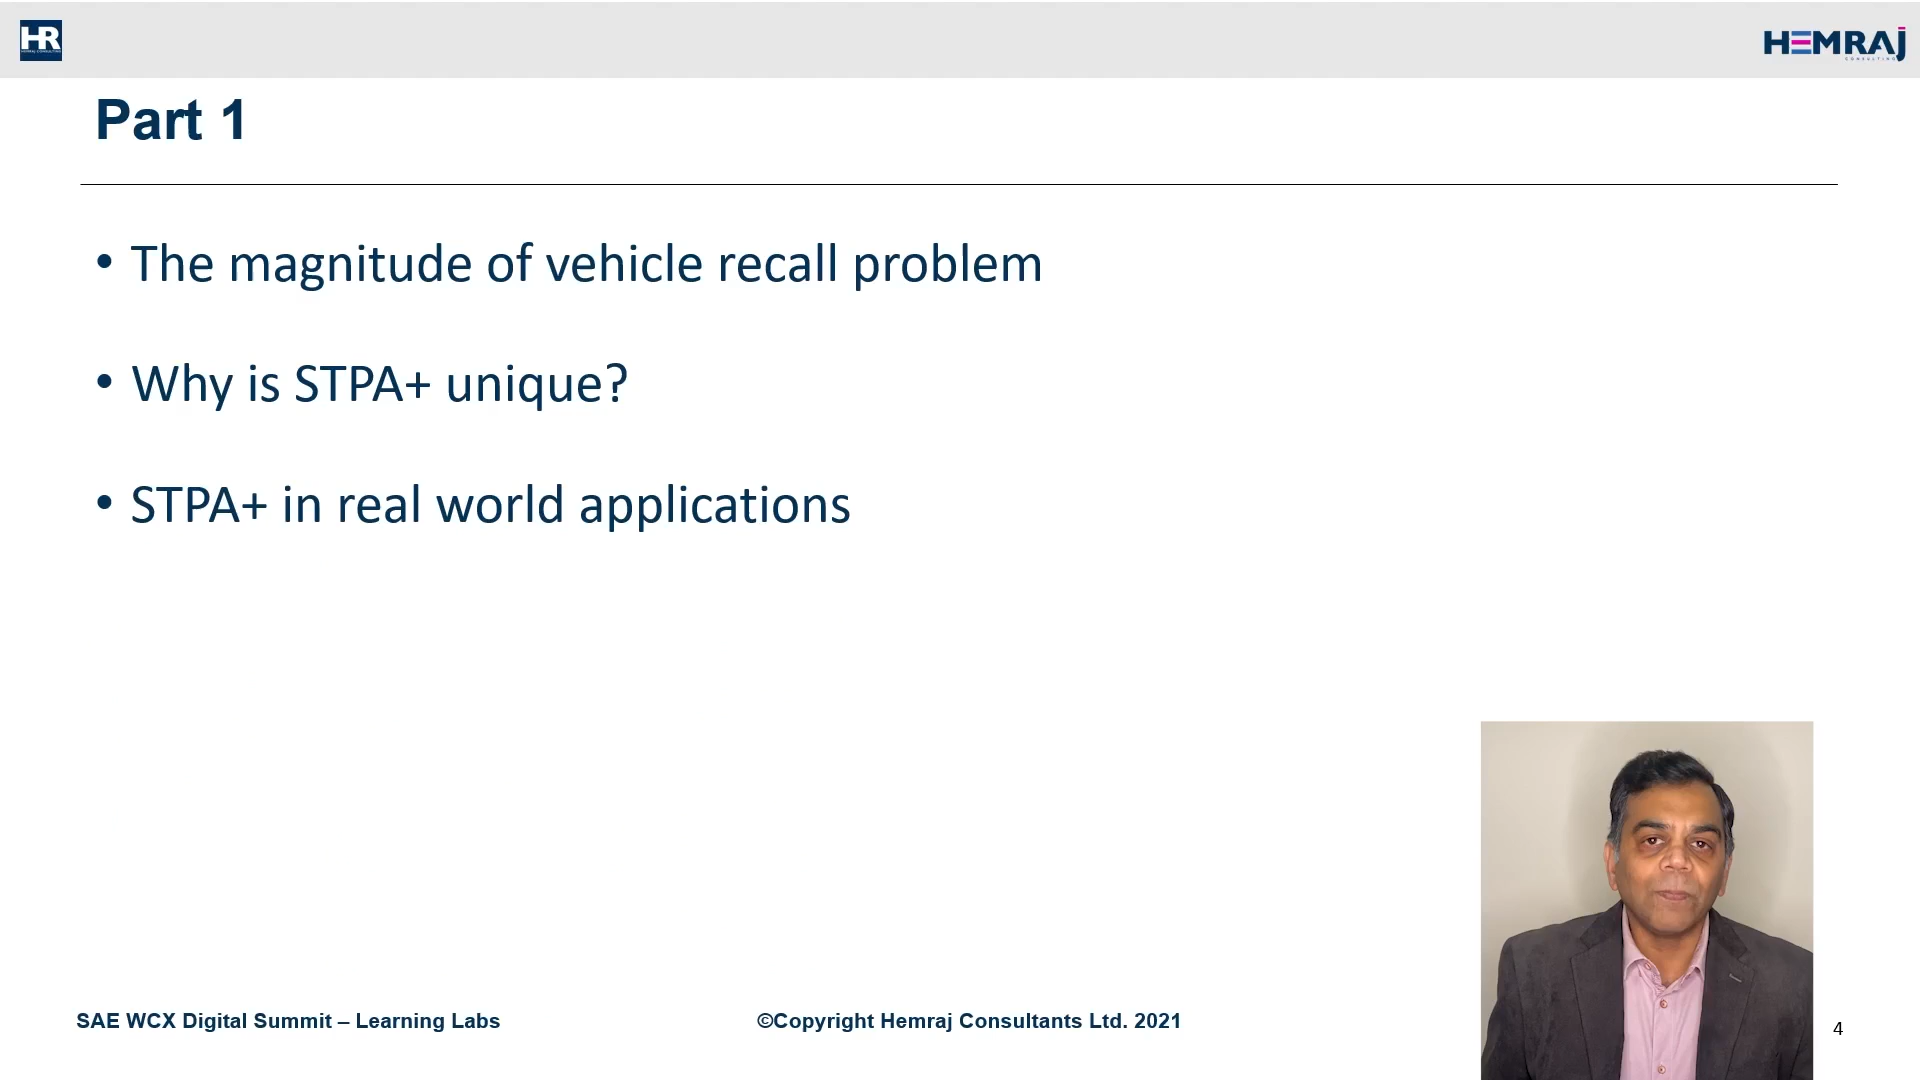 HR
HEMRAJ
CONSULTING
Part 1
• The magnitude of vehicle recall problem
• Why is STPA+ unique?
• STPA+ in real world applications
SAE WCX Digital Summit – Learning Labs
©Copyright Hemraj Consultants Ltd. 2021
4